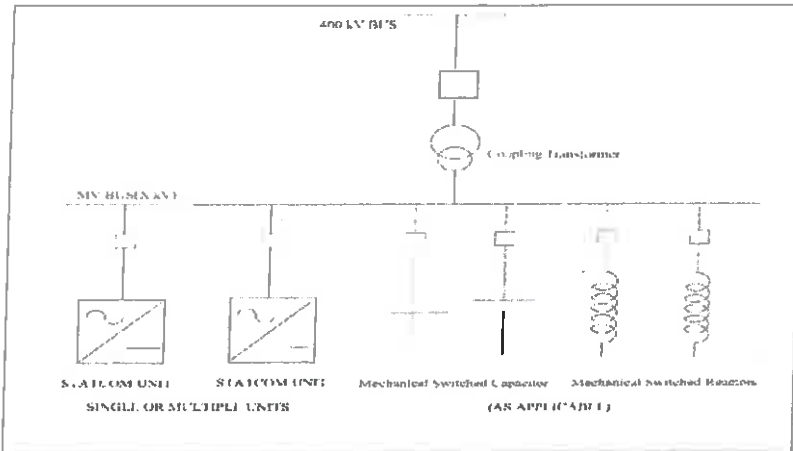 400 kV BUS
Coupling Transformer
MV BUS(X kV)
STATCOM UNIT STATCOM UNIT Mechanical Switched Capacitor Mechanical Switched Reactors
SINGLE OR MULTIPLE UNITS (AS APPLICABLE)